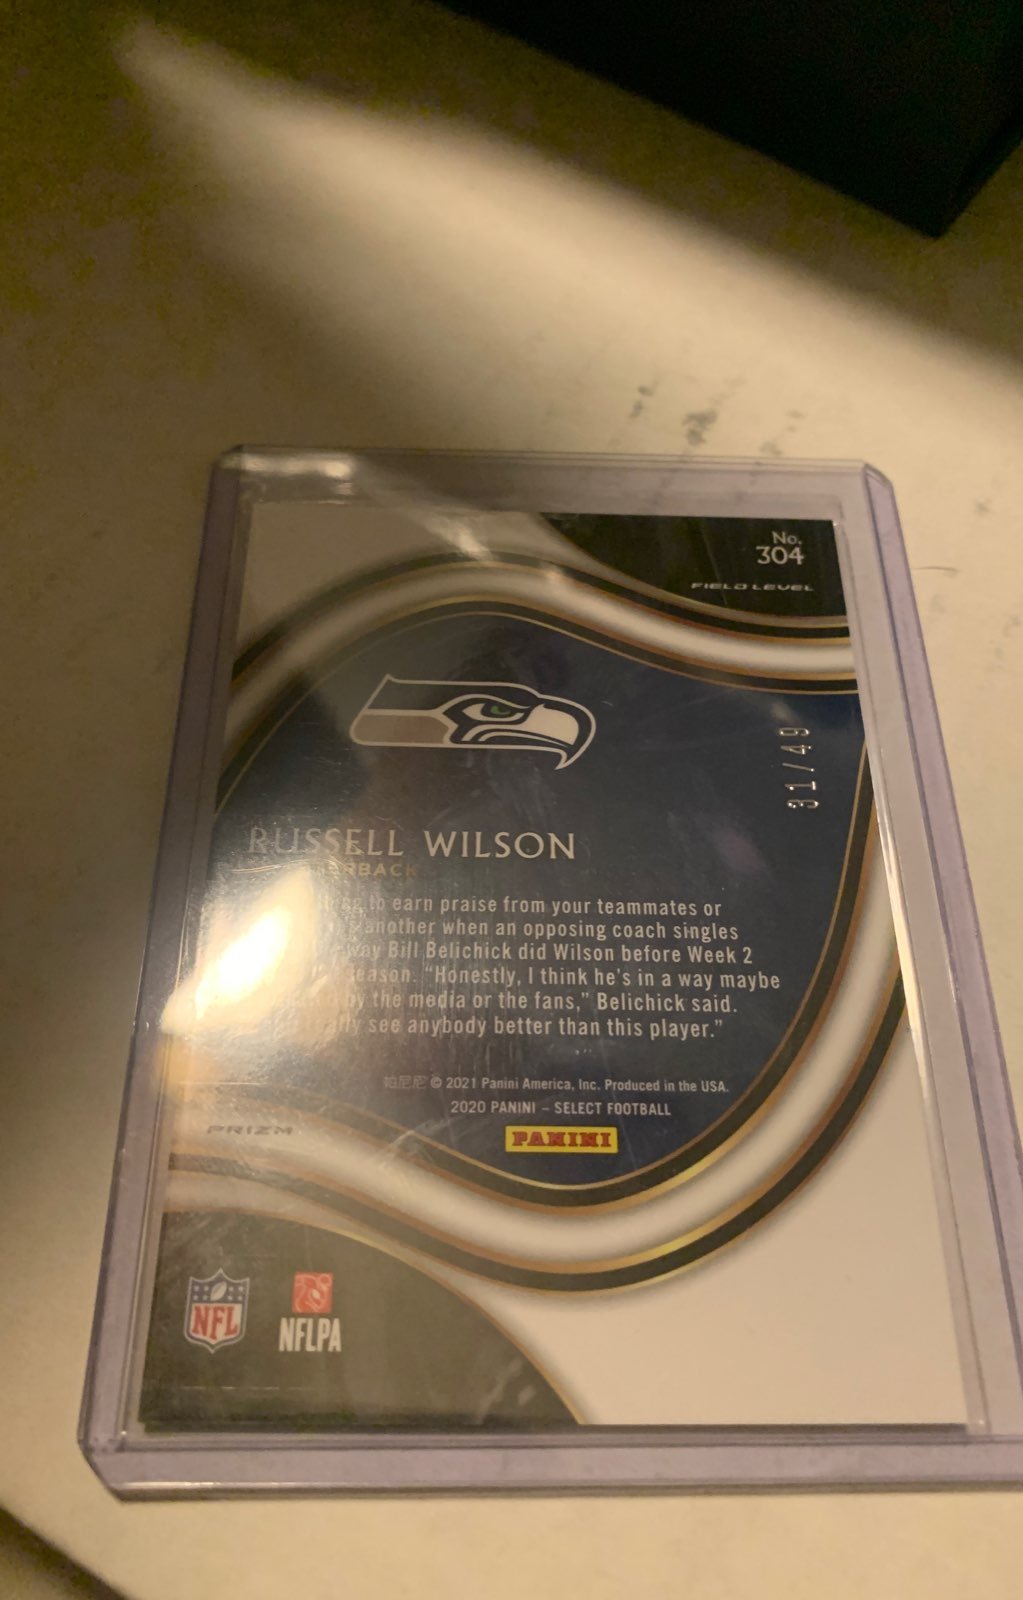 No.
304
FIELD LEVEL
31/49
RUSSELL WILSON
to earn praise from your teammates or
another when an opposing coach singles
way Bill Belichick did Wilson before Week 2
season. “Honestly, I think he's in a way maybe
by the media or the fans,” Belichick said.
see anybody better than this player.”
帕尼尼 © 2021 Panini America, Inc. Produced in the USA.
2020 PANINI – SELECT FOOTBALL
PANINI
PRIZM
NFL
NFLPA